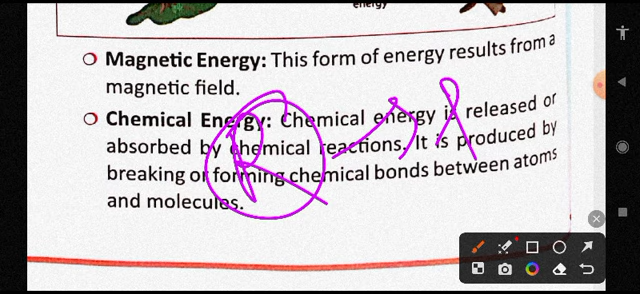 energy
Magnetic Energy: This form of energy results from a
magnetic field.
Chemical Energy: Chemical energy is released or
absorbed by chemical reactions. It is produced by
breaking or forming chemical bonds between atoms
and molecules.
R